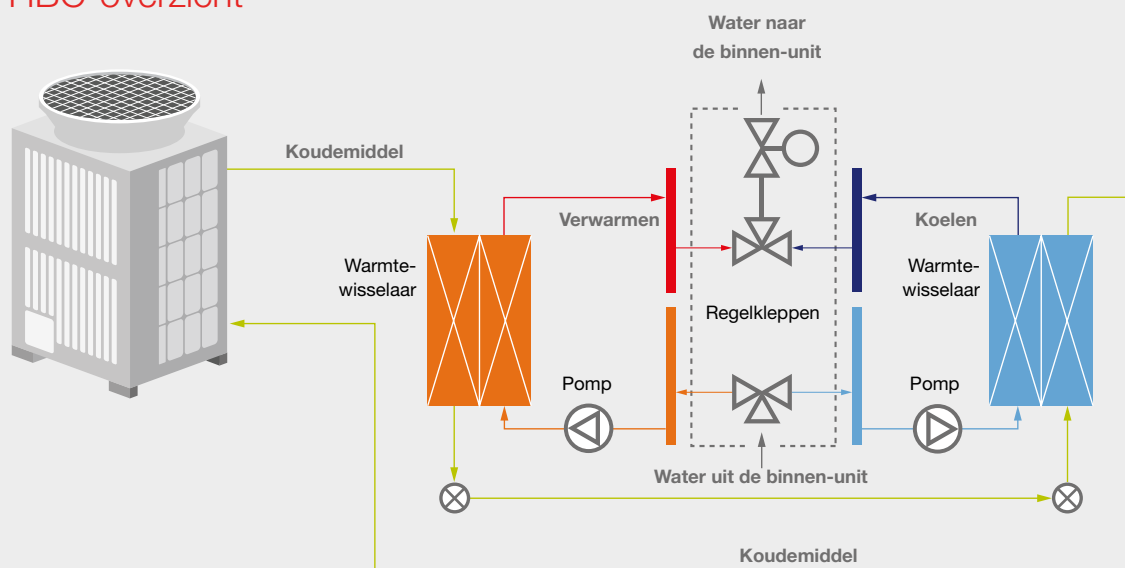 HBC-overzicht
Water naar
de binnen-unit
Koudemiddel
Verwarmen
Koelen
Warmte-
wisselaar
Warmte-
wisselaar
Regelkleppen
Pomp
Pomp
Water uit de binnen-unit
Koudemiddel